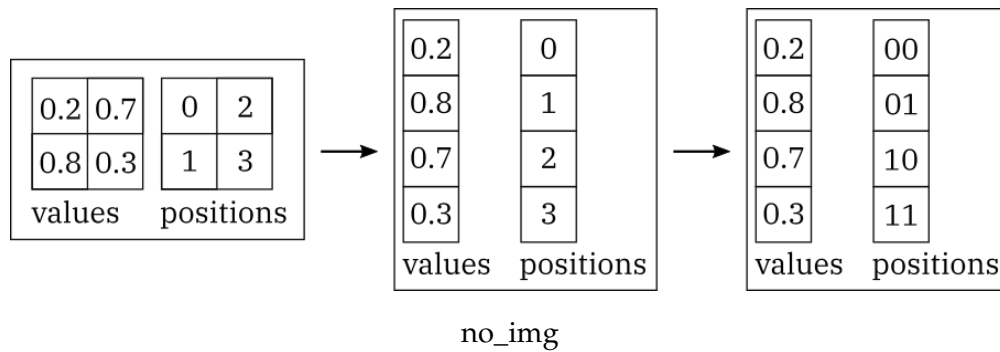 0.2 0.7 0 2
0.8 0.3 1 3
values positions
0.2 0
0.8 1
0.7 2
0.3 3
values positions
0.2 00
0.8 01
0.7 10
0.3 11
values positions
no_img